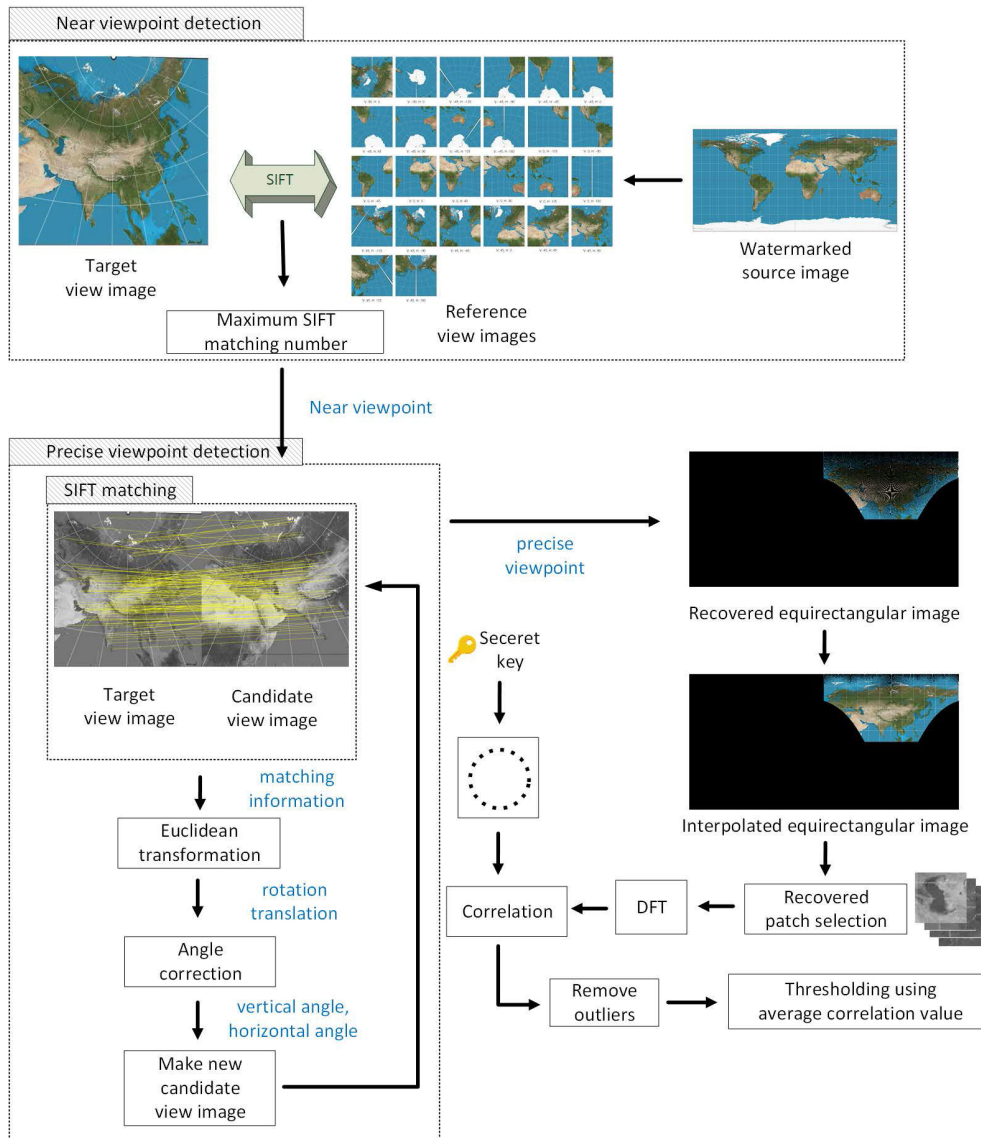 Near viewpoint detection
SIFT
Target
view image
Maximum SIFT
matching number
Reference
view images
Watermarked
source image
Near viewpoint
Precise viewpoint detection
SIFT matching
Target
view image
Candidate
view image
matching
information
Euclidean
transformation
rotation
translation
Angle
correction
vertical angle,
horizontal angle
Make new
candidate
view image
precise
viewpoint
Recovered equirectangular image
Seceret
key
Interpolated equirectangular image
Recovered
patch selection
DFT
Correlation
Remove
outliers
Thresholding using
average correlation value